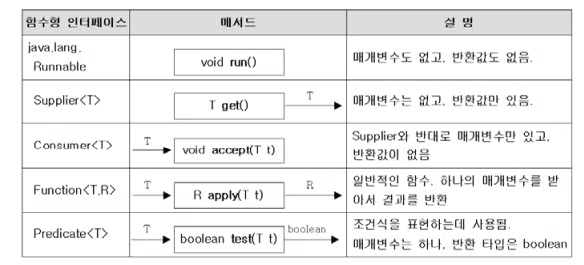 함수형 인터페이스 메서드 설 명
java.lang.
Runnable
void run()
매개변수도 없고, 반환값도 없음.
Supplier<T>
T get() T
매개변수는 없고, 반환값만 있음.
Consumer<T>
T void accept(T t)
Supplier와 반대로 매개변수만 있고,
반환값이 없음
Function<T,R>
T R apply(T t) R
일반적인 함수. 하나의 매개변수를 받
아서 결과를 반환
Predicate<T>
T boolean test(T t) boolean
조건식을 표현하는데 사용됨.
매개변수는 하나, 반환 타입은 boolean